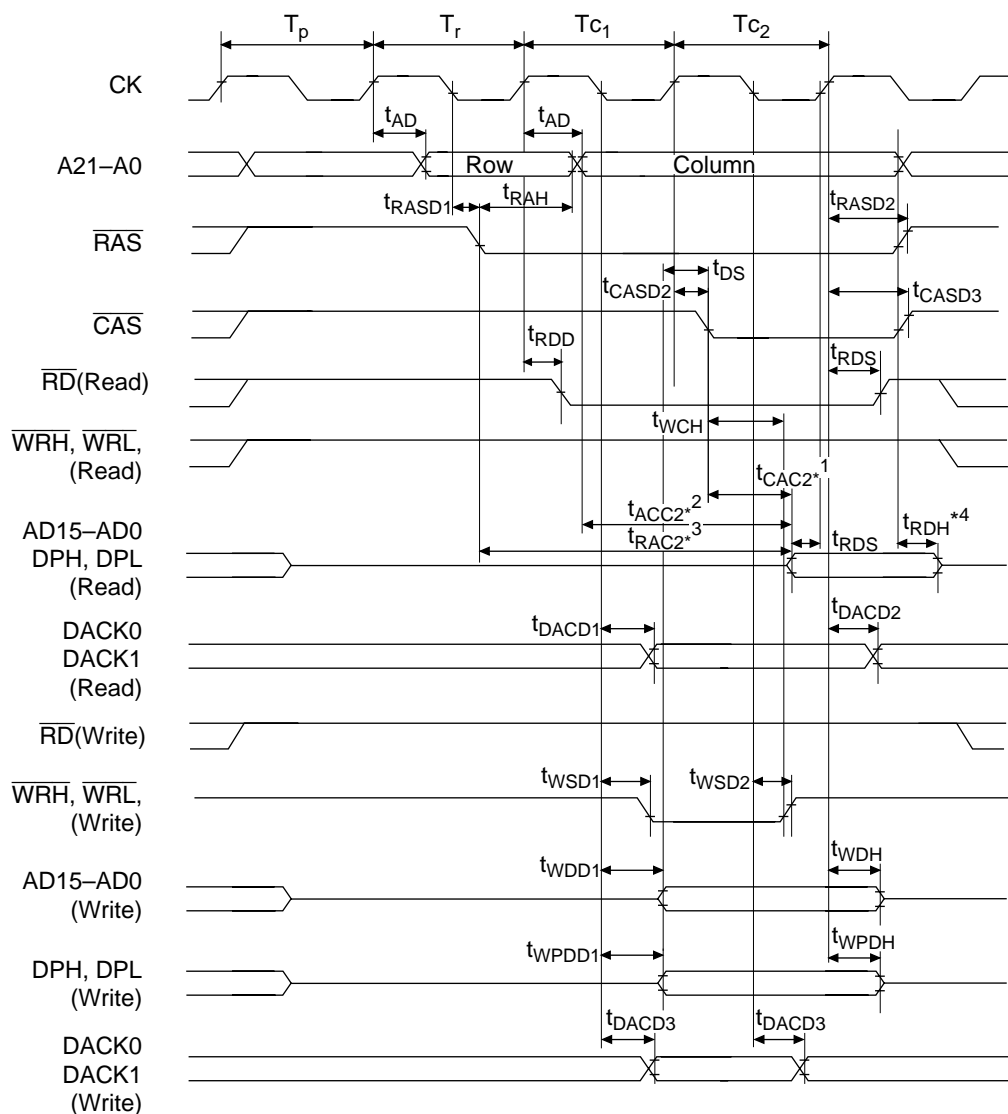 Tp Tr Tc1 Tc2
CK
tAD tAD
A21–A0 Row Column
tRASD1 tRAH tRASD2
RAS
tDS
tCASD2 tCASD3
CAS
tRDD tRDS
RD(Read)
tWCH
WRH, WRL,
(Read)
tCAC2*1
tACC2*2
tRAC2*3 tRDS tRDH*4
AD15–AD0
DPH, DPL
(Read)
tDACD1 tDACD2
DACK0
DACK1
(Read)
RD(Write)
tWSD1 tWSD2
WRH, WRL,
(Write)
tWDD1 tWDH
AD15–AD0
(Write)
tWPDD1 tWPDH
DPH, DPL
(Write)
tDACD3 tDACD3
DACK0
DACK1
(Write)